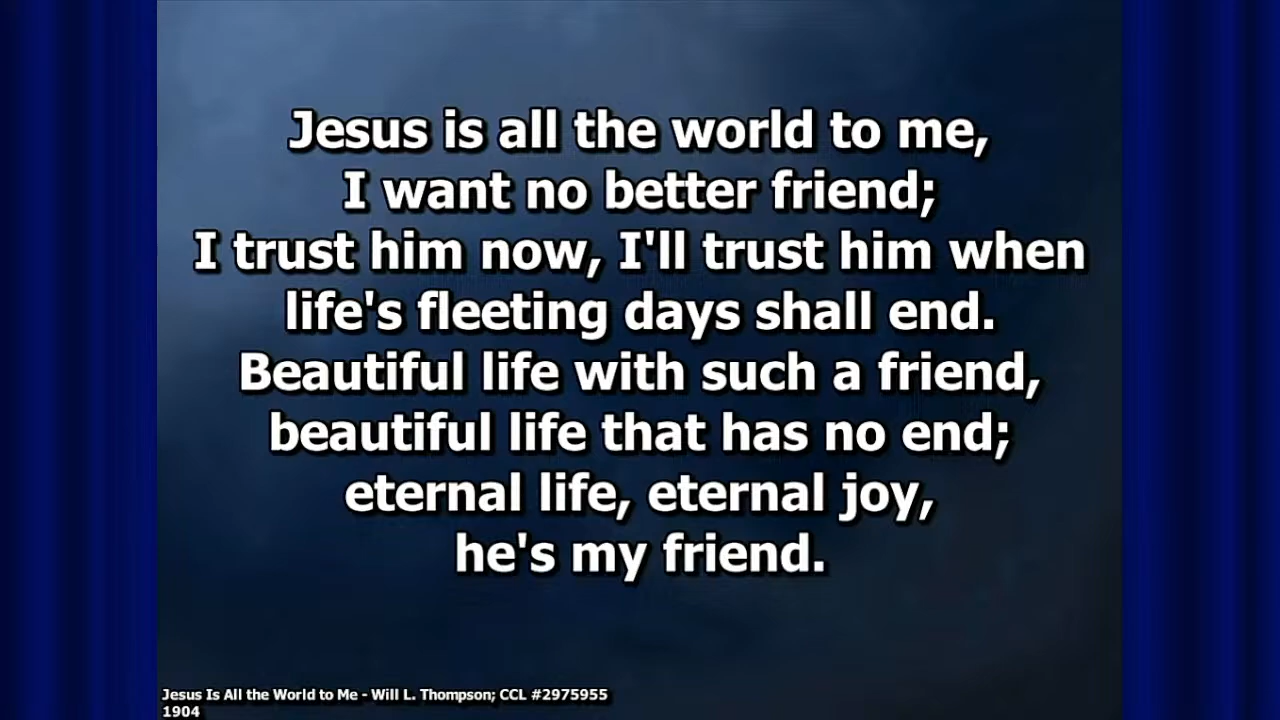 Jesus is all the world to me,
I want no better friend;
I trust him now, I'll trust him when
life's fleeting days shall end.
Beautiful life with such a friend,
beautiful life that has no end;
eternal life, eternal joy,
he's my friend.
Jesus Is All the World to Me - Will L. Thompson; CCL #2975955
1904